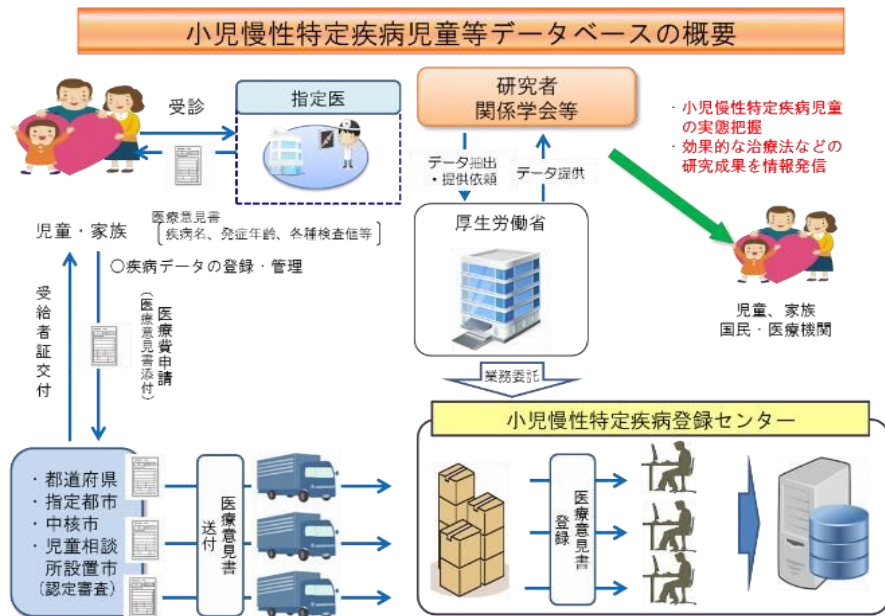 小児慢性特定疾病児童等データベースの概要
受診
指定医
研究者
関係学会等
・小児慢性特定疾病児童
の実態把握
・効果的な治療法などの
研究成果を情報発信
データ抽出
・提供依頼
データ提供
児童・家族
医療意見書
疾病名、発症年齢、各種検査値等
○疾病データの登録・管理
厚生労働省
児童、家族
国民・医療機関
受給者証交付
医療費申請
(医療意見書添付)
業務委託
小児慢性特定疾病登録センター
・都道府県
・指定都市
・中核市
・児童相談
所設置市
(認定審査)
医療意見書
送付
医療意見書
登録